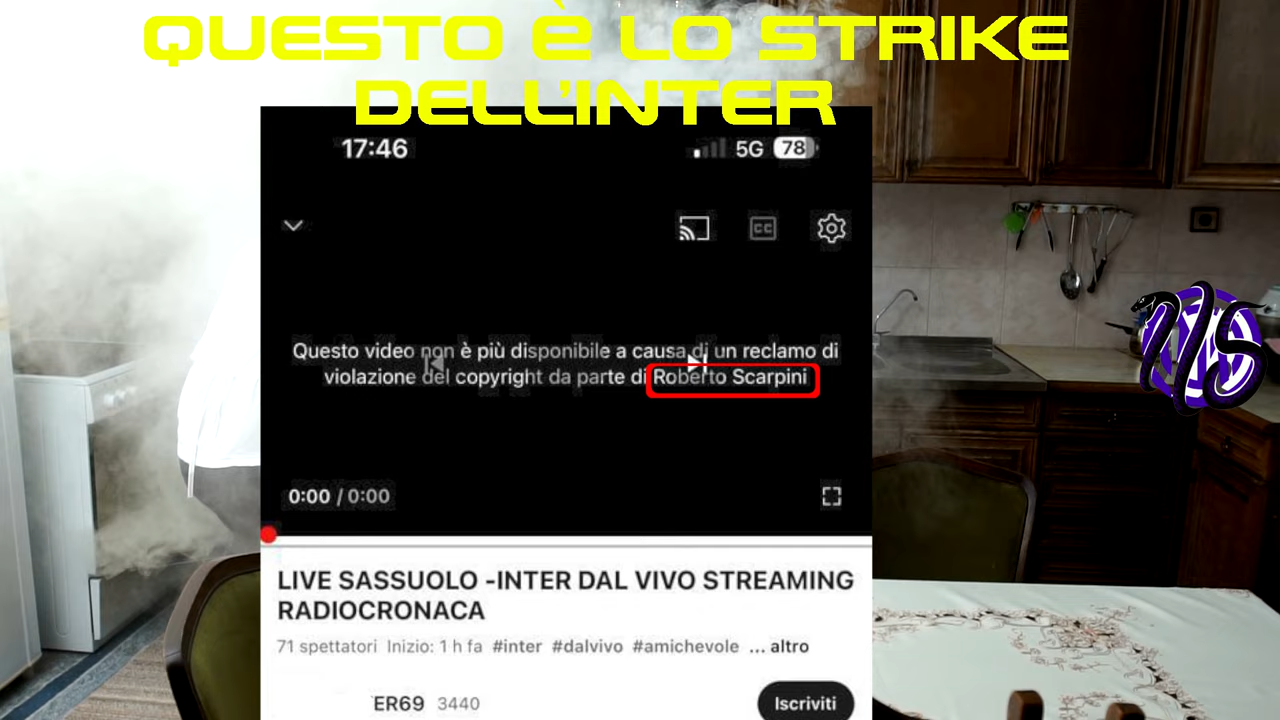 QUESTO È LO STRIKE
DELL'INTER
17:46 5G 78
CC
Questo video non è più disponibile a causa di un reclamo di
violazione del copyright da parte di Roberto Scarpini
0:00 / 0:00
LIVE SASSUOLO -INTER DAL VIVO STREAMING
RADIOCRONACA
71 spettatori Inizio: 1 h fa #inter #dalvivo #amichevole ... altro
ER69 3440 Iscriviti